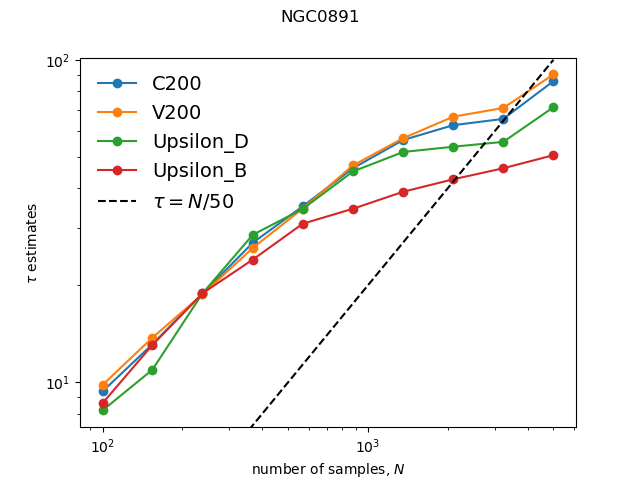 NGC0891
10²
C200
V200
Upsilon_D
Upsilon_B
τ = N/50
τ estimates
10¹
10² 10³
number of samples, N